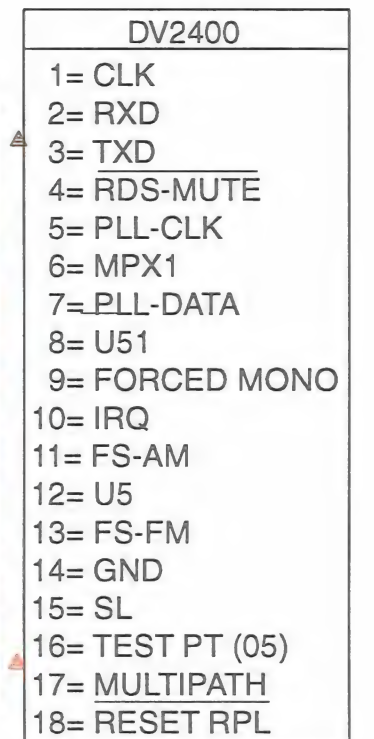 DV2400
1= CLK
2= RXD
3= TXD
4= RDS-MUTE
5= PLL-CLK
6= MPX1
7= PLL-DATA
8= U51
9= FORCED MONO
10= IRQ
11= FS-AM
12= U5
13= FS-FM
14= GND
15= SL
16= TEST PT (05)
17= MULTIPATH
18= RESET RPL